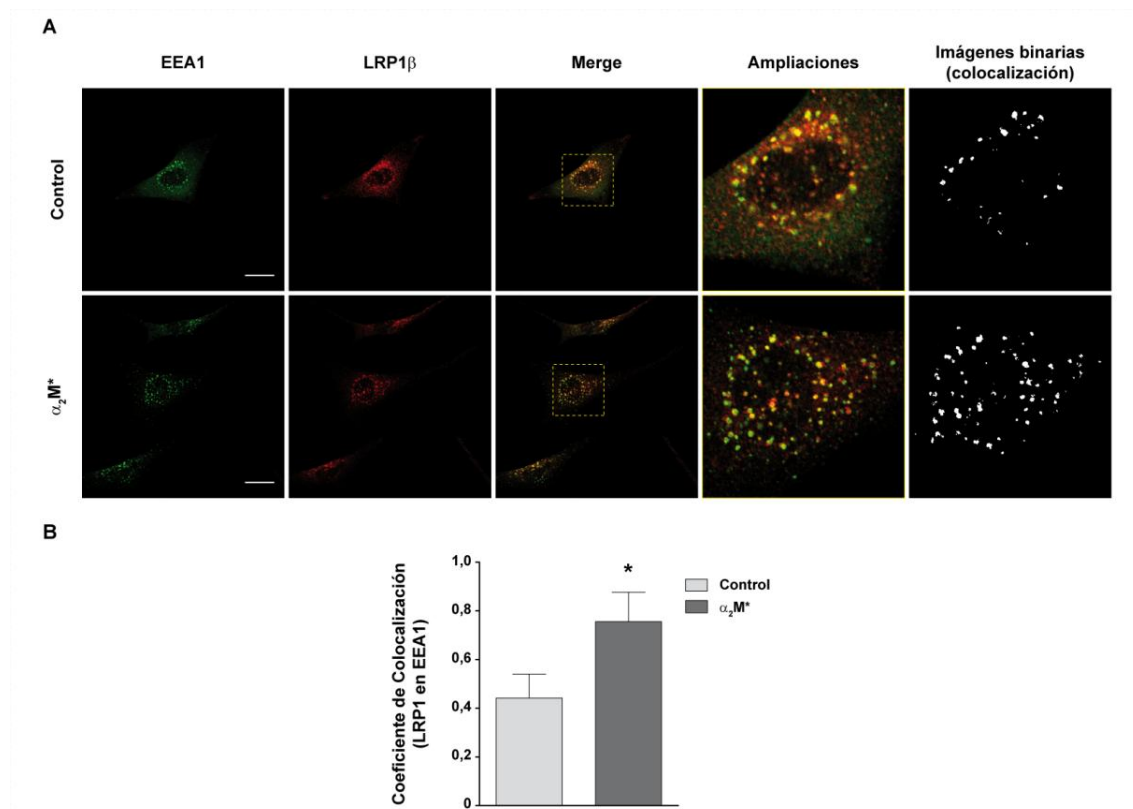 A
EEA1
LRP1β
Merge
Ampliaciones
Imágenes binarias
(colocalización)
Control
α₂M*
B
Coeficiente de Colocalización
(LRP1 en EEA1)
1,0
0,8
0,6
0,4
0,2
0
*
Control
α₂M*